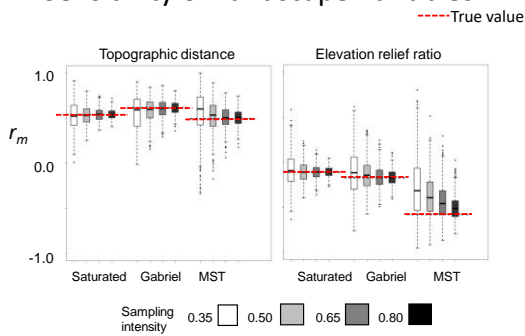 True value
Topographic distance
Elevation relief ratio
1.0
r_m
0.0
-1.0
Saturated Gabriel MST
Saturated Gabriel MST
Sampling intensity 0.35 0.50 0.65 0.80